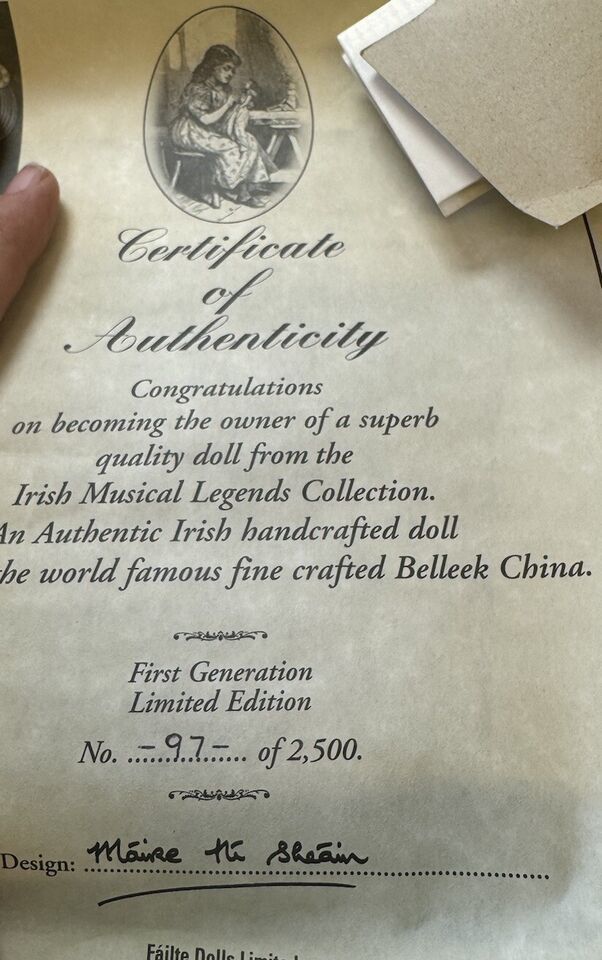 Certificate
of
Authenticity
Congratulations
on becoming the owner of a superb
quality doll from the
Irish Musical Legends Collection.
An Authentic Irish handcrafted doll
the world famous fine crafted Belleek China.
First Generation
Limited Edition
No. -97- of 2,500.
Design: Máire Ní Sheáin
Fáilte Dolls Limited